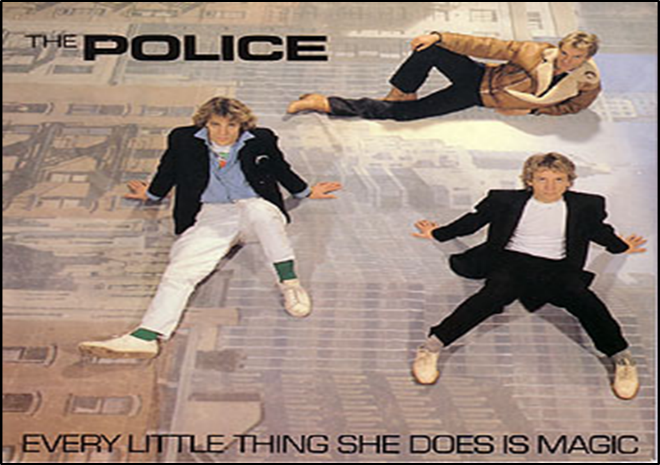 THE POLICE
EVERY LITTLE THING SHE DOES IS MAGIC